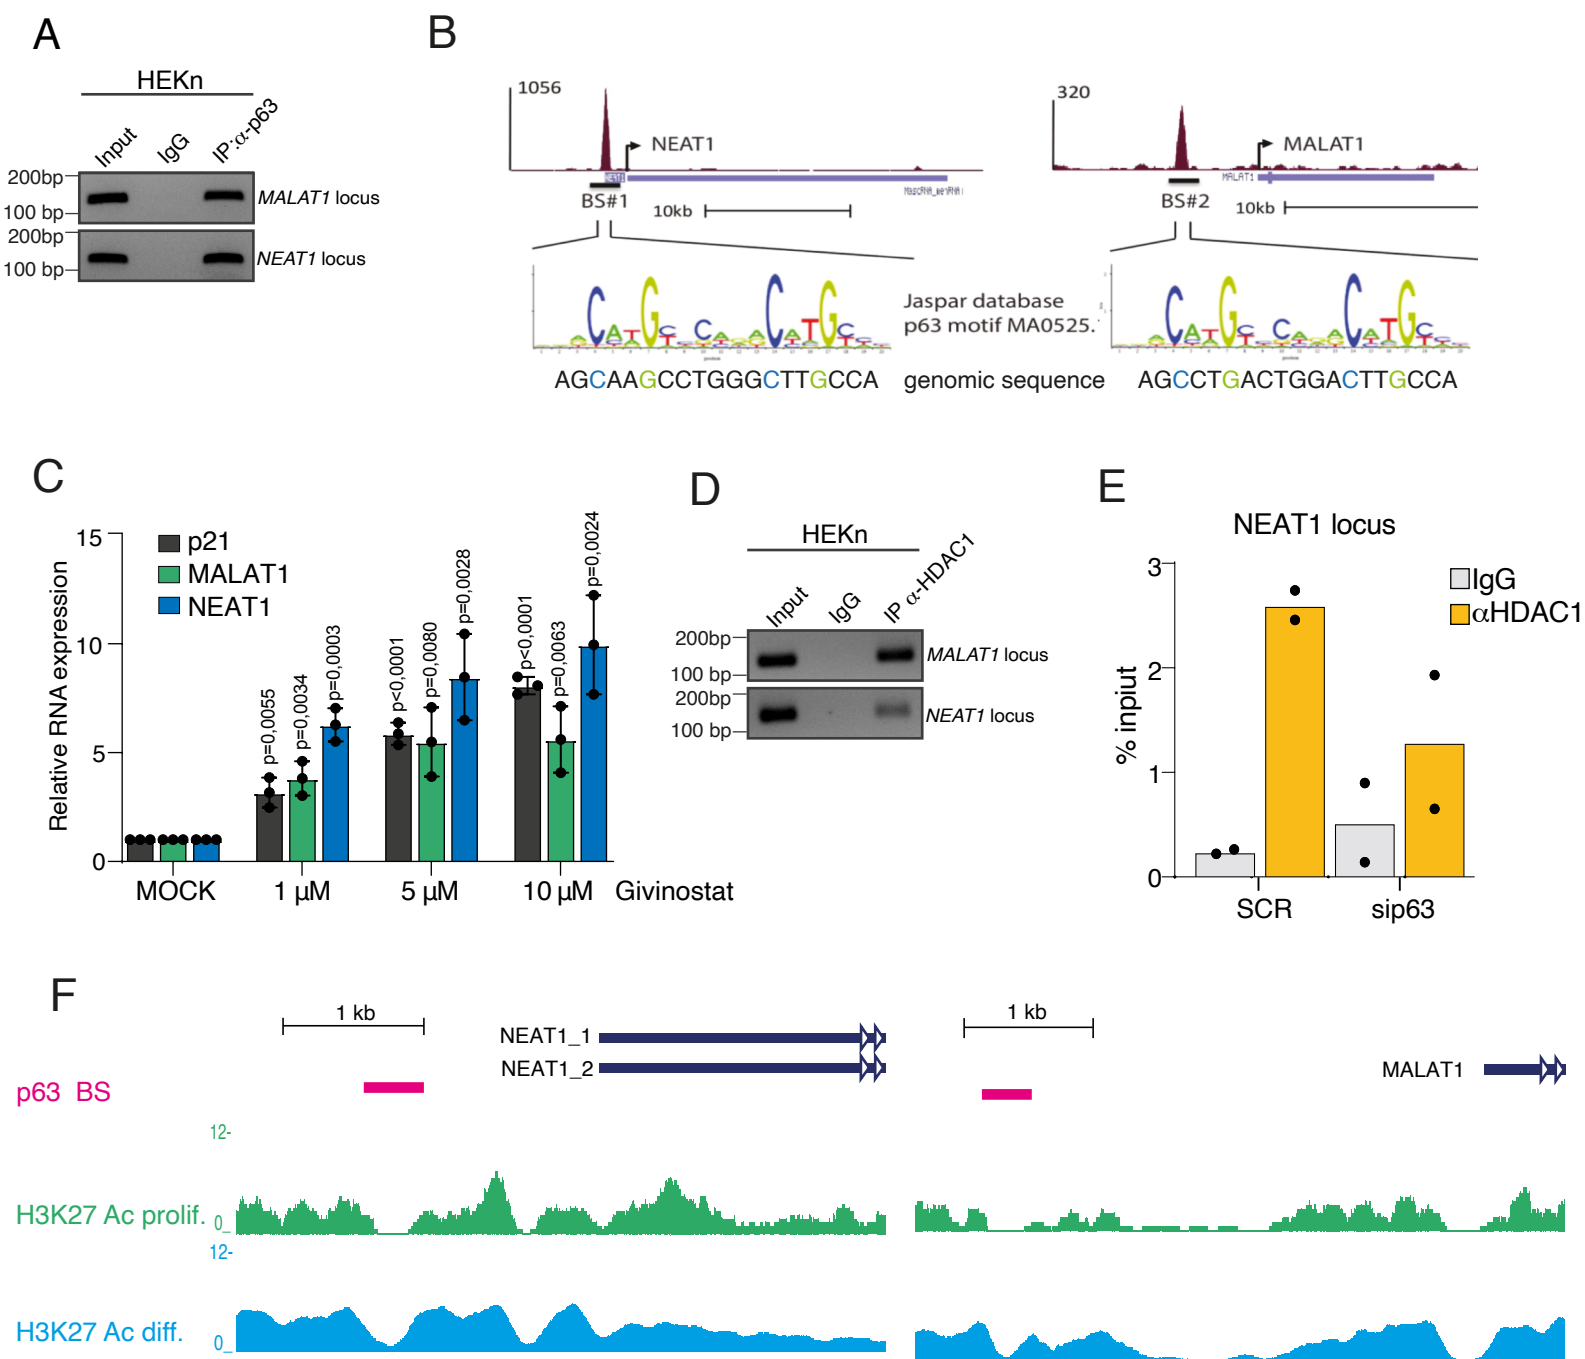 A
HEKn
Input
IgG
IP:α-p63
200bp
100 bp
MALAT1 locus
200bp
100 bp
NEAT1 locus
B
1056
NEAT1
NEAT1
BS#1
10kb
320
MALAT1
MALAT1
BS#2
10kb
Jaspar database
p63 motif MA0525.
AGCAAGCCTGGGCTTGCCA
genomic sequence
AGCCTGACTGGACTTGCCA
C
Relative RNA expression
15
10
5
0
p21
MALAT1
NEAT1
p=0,0055
p=0,0034
p=0,0003
p<0,0001
p=0,0080
p=0,0028
p<0,0001
p=0,0063
p=0,0024
MOCK
1 µM
5 µM
10 µM
Givinostat
D
HEKn
Input
IgG
IP α-HDAC1
200bp
100 bp
MALAT1 locus
200bp
100 bp
NEAT1 locus
E
NEAT1 locus
% inpiut
3
2
1
0
IgG
αHDAC1
SCR
sip63
F
1 kb
NEAT1_1
NEAT1_2
1 kb
MALAT1
p63 BS
12-
H3K27 Ac prolif.
0_
12-
H3K27 Ac diff.
0_